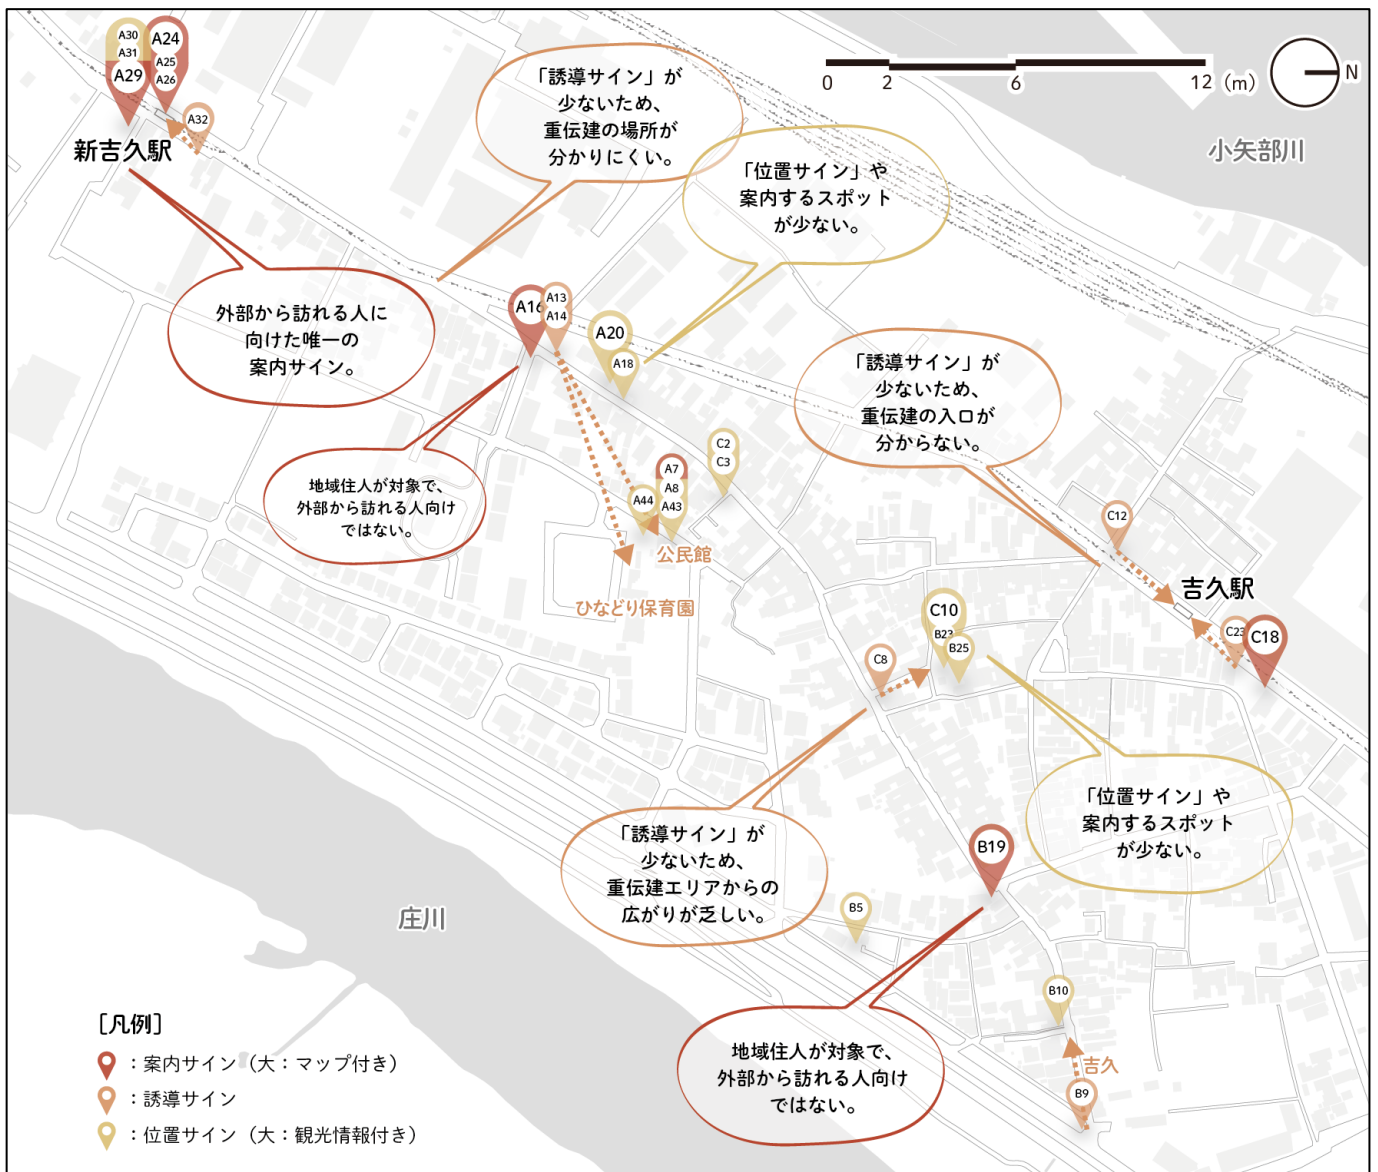 A30
A31
A29
A24
A25
A26
A32
新吉久駅
「誘導サイン」が
少ないため、
重伝建の場所が
分かりにくい。
0 2 6 12 (m)
N
小矢部川
「位置サイン」や
案内するスポット
が少ない。
外部から訪れる人に
向けた唯一の
案内サイン。
A16
A13
A14
A20
A18
「誘導サイン」が
少ないため、
重伝建の入口が
分からない。
地域住人が対象で、
外部から訪れる人向け
ではない。
C2
C3
A7
A8
A43
A44
公民館
ひなどり保育園
C12
吉久駅
C23
C18
C10
B23
B25
C8
「誘導サイン」が
少ないため、
重伝建エリアからの
広がりが乏しい。
「位置サイン」や
案内するスポット
が少ない。
B19
B5
庄川
B10
吉久
B9
地域住人が対象で、
外部から訪れる人向け
ではない。
［凡例］
：案内サイン（大：マップ付き）
：誘導サイン
：位置サイン（大：観光情報付き）